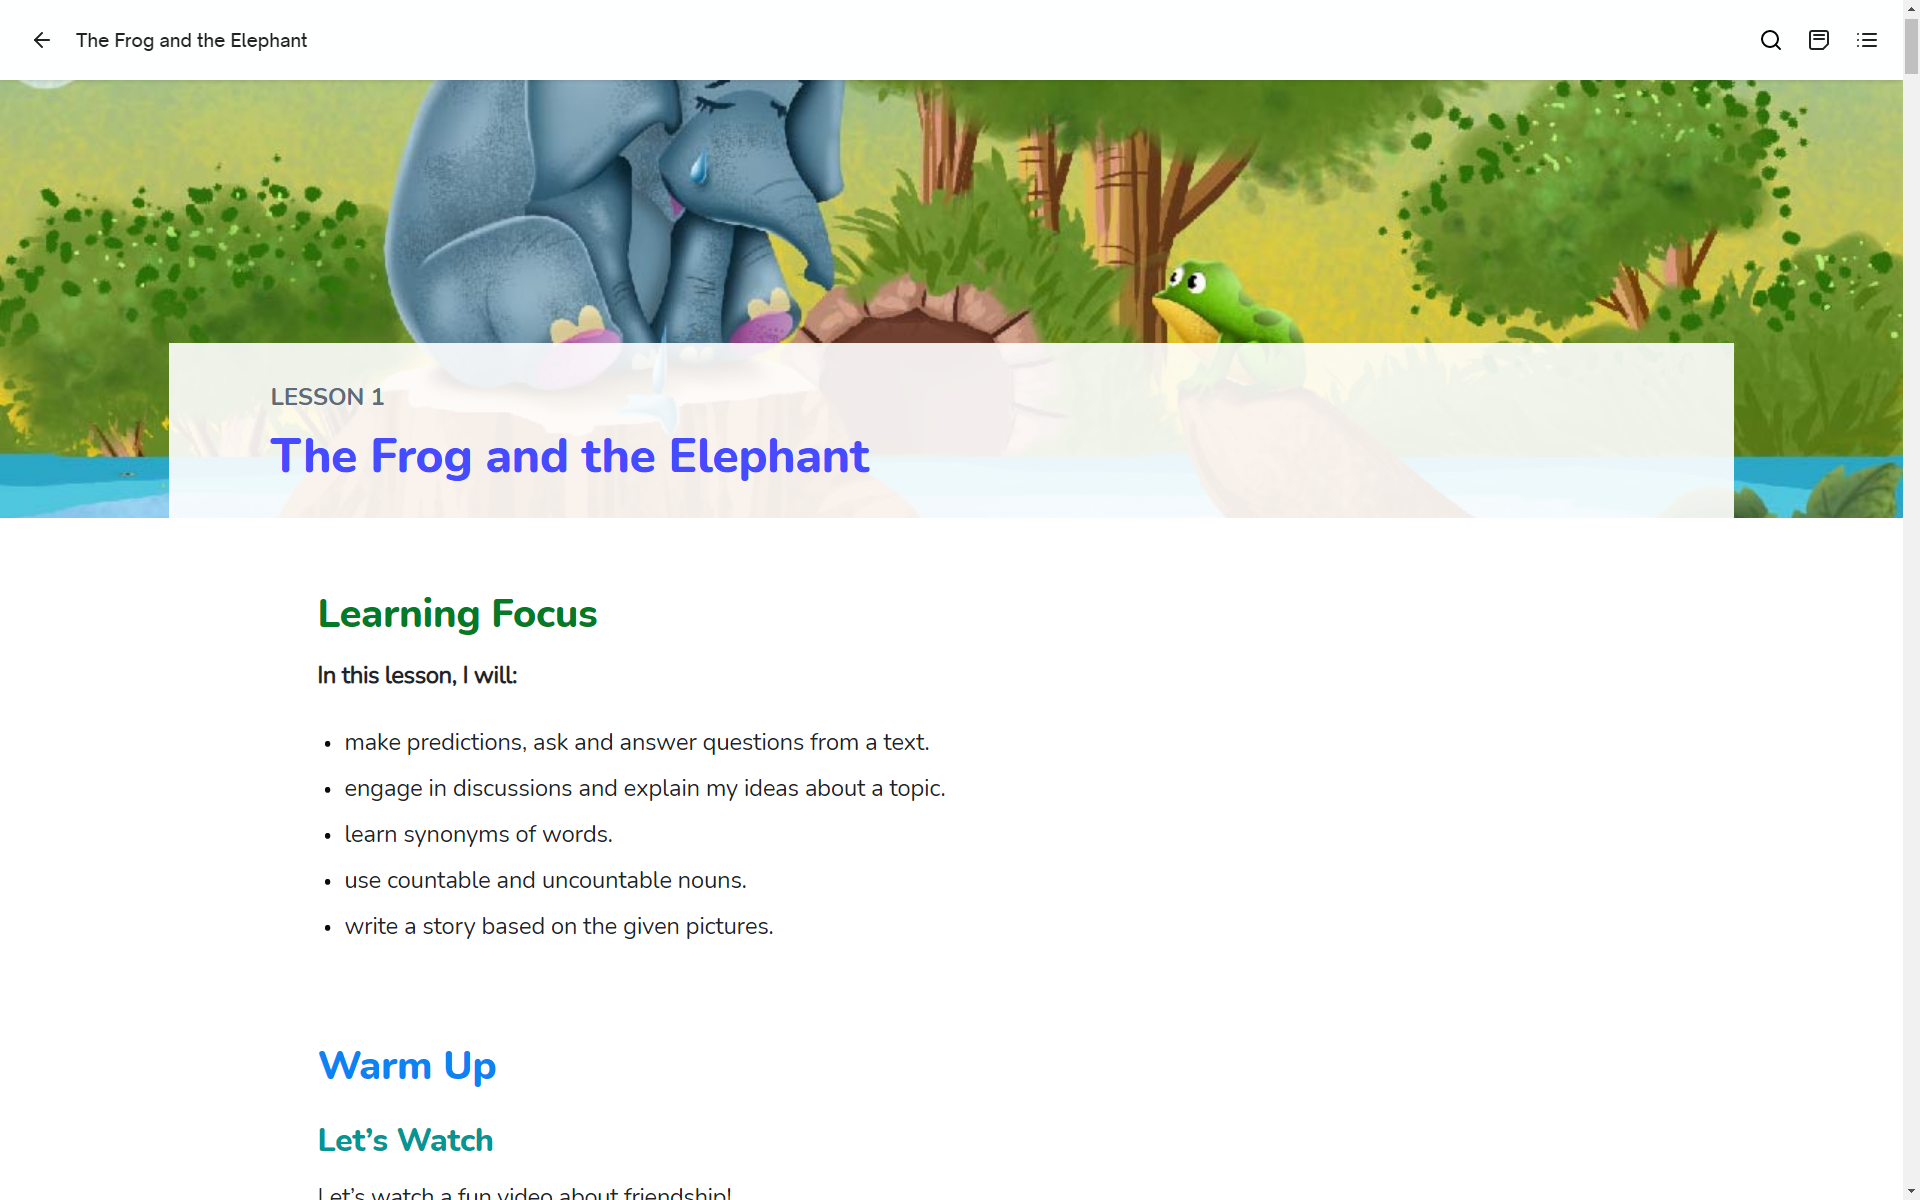 The Frog and the Elephant
LESSON 1
The Frog and the Elephant
Learning Focus
In this lesson, I will:
• make predictions, ask and answer questions from a text.
• engage in discussions and explain my ideas about a topic.
• learn synonyms of words.
• use countable and uncountable nouns.
• write a story based on the given pictures.
Warm Up
Let’s Watch
Let’s watch a fun video about friendship!